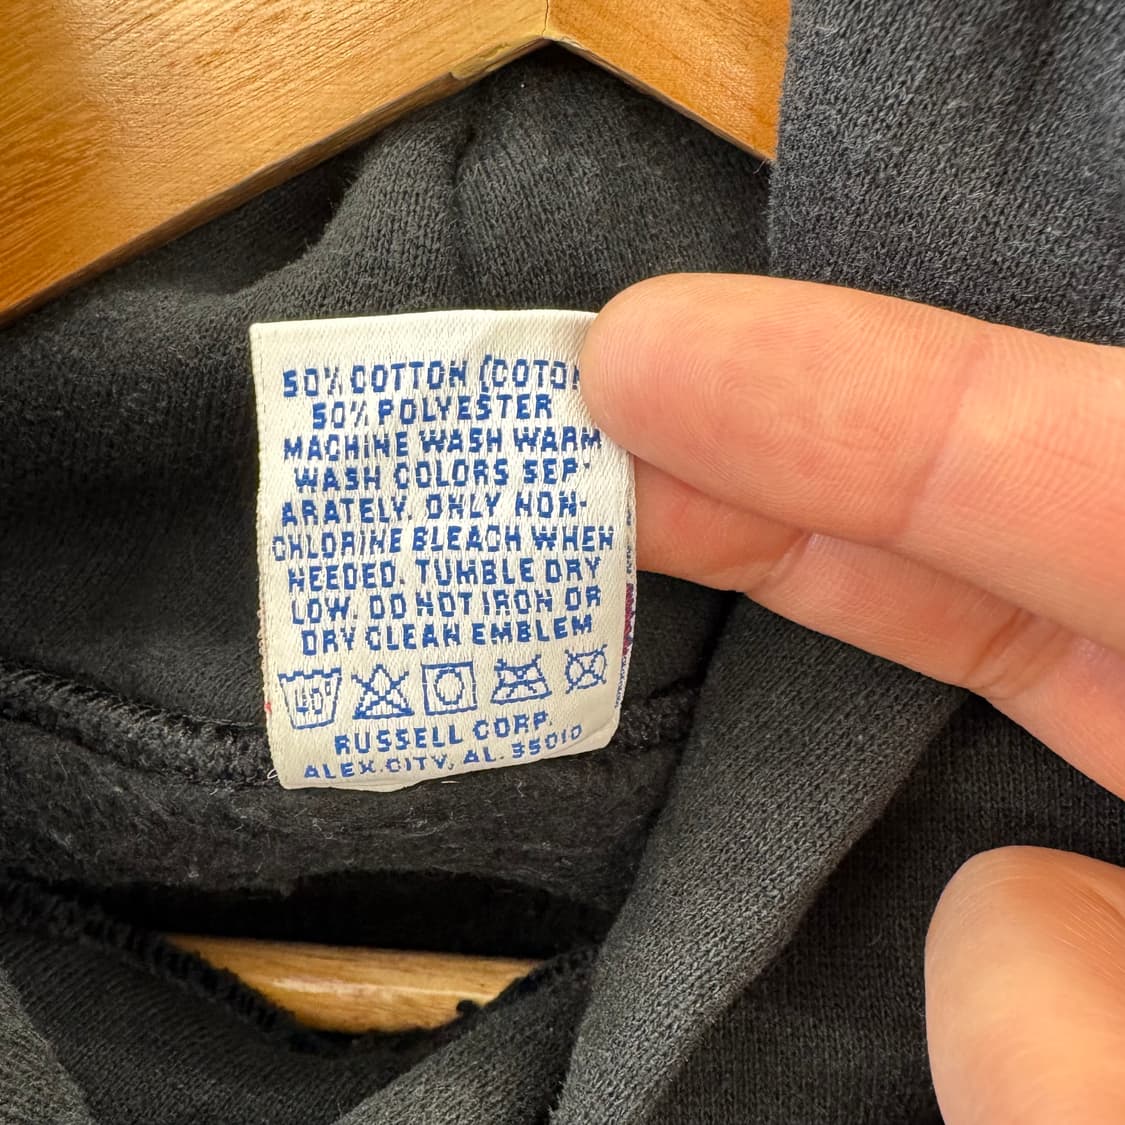 50% COTTON (COTO
50% POLYESTER
MACHINE WASH WARM
WASH COLORS SEP-
ARATELY. ONLY NON-
CHLORINE BLEACH WHEN
NEEDED. TUMBLE DRY
LOW. DO NOT IRON OR
DRY CLEAN EMBLEM
40°
RUSSELL CORP.
ALEX.CITY, AL. 35010